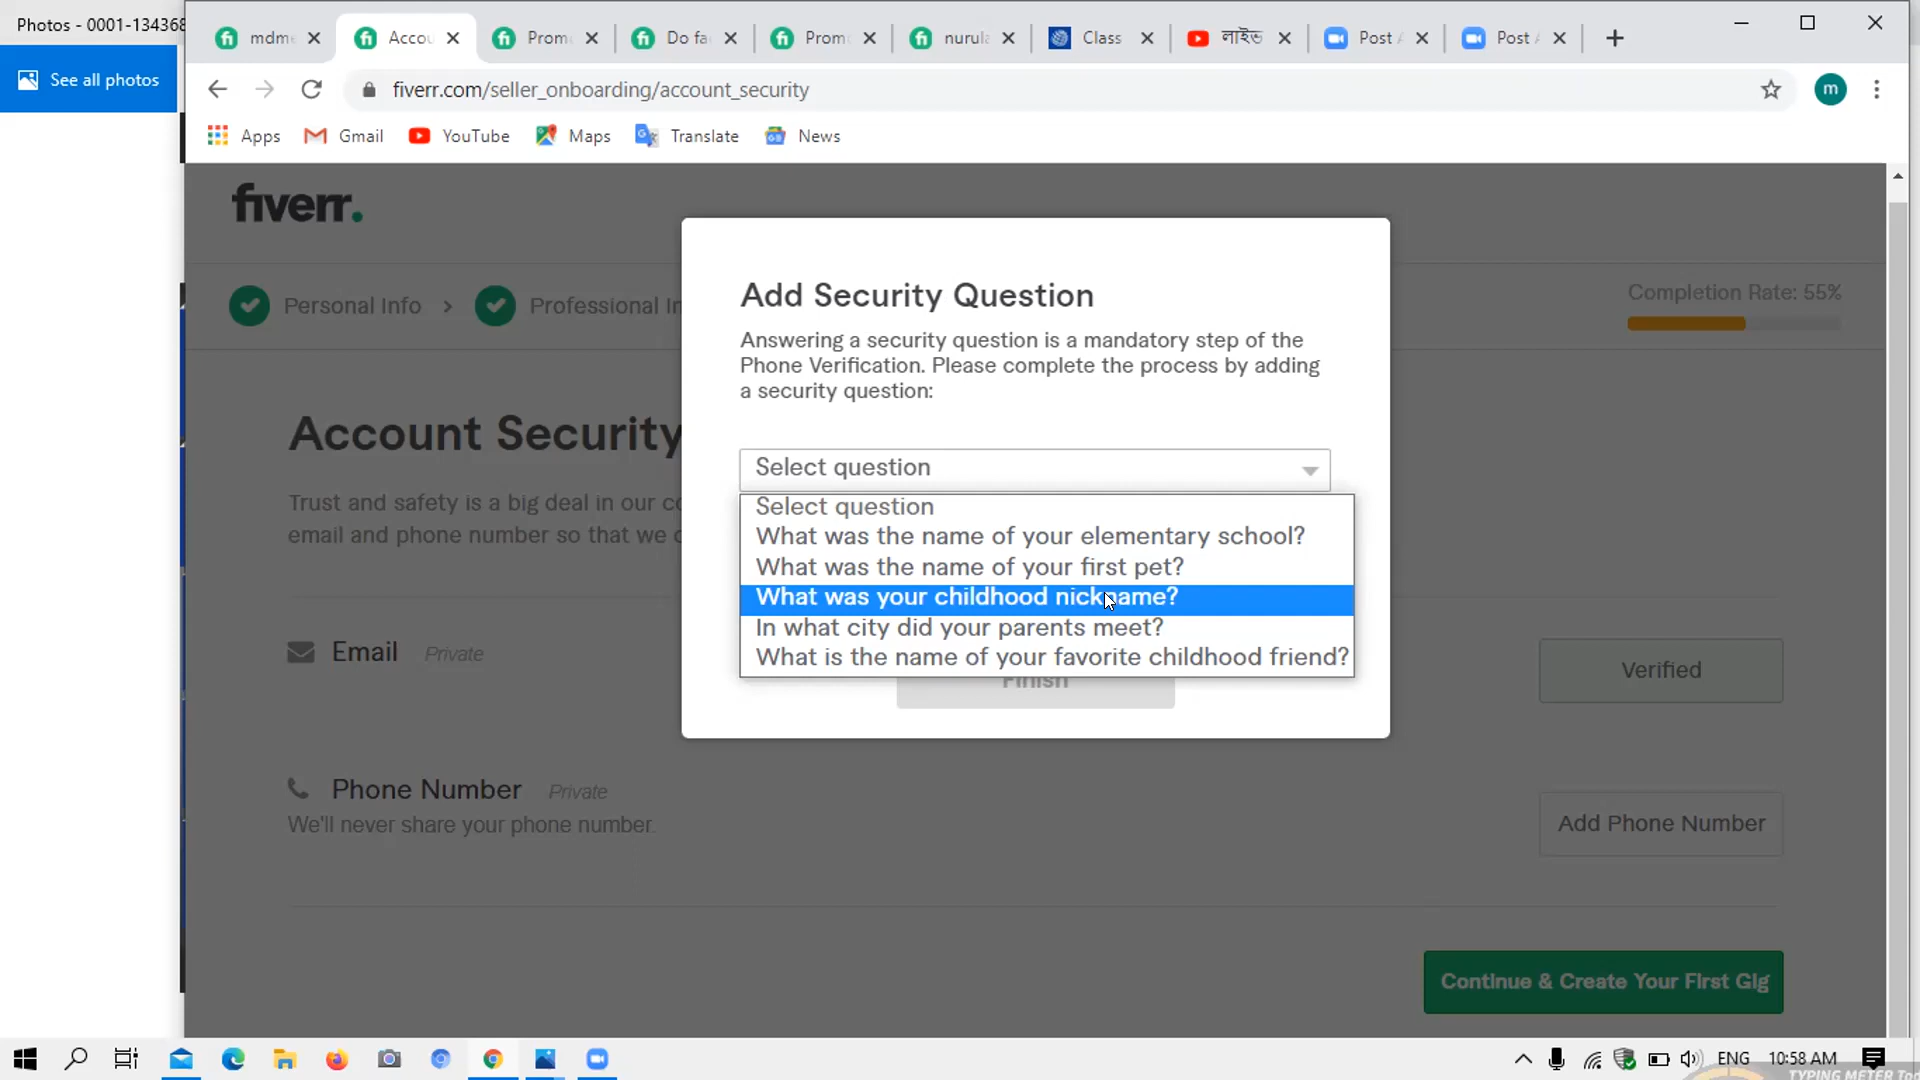 Photos - 0001-134368
See all photos
mdme
Accou
Prom
Do fa
Prom
nurula
Class
লাইভ
Post A
Post A
fiverr.com/seller_onboarding/account_security
m
Apps
Gmail
YouTube
Maps
Translate
News
fiverr.
Personal Info
Professional In
Completion Rate: 55%
Add Security Question
Answering a security question is a mandatory step of the
Phone Verification. Please complete the process by adding
a security question:
Select question
Select question
What was the name of your elementary school?
What was the name of your first pet?
What was your childhood nickname?
In what city did your parents meet?
What is the name of your favorite childhood friend?
Finish
Account Security
Trust and safety is a big deal in our co
email and phone number so that we c
Email Private
Verified
Phone Number Private
We'll never share your phone number.
Add Phone Number
Continue & Create Your First Gig
ENG
10:58 AM
TYPING METER